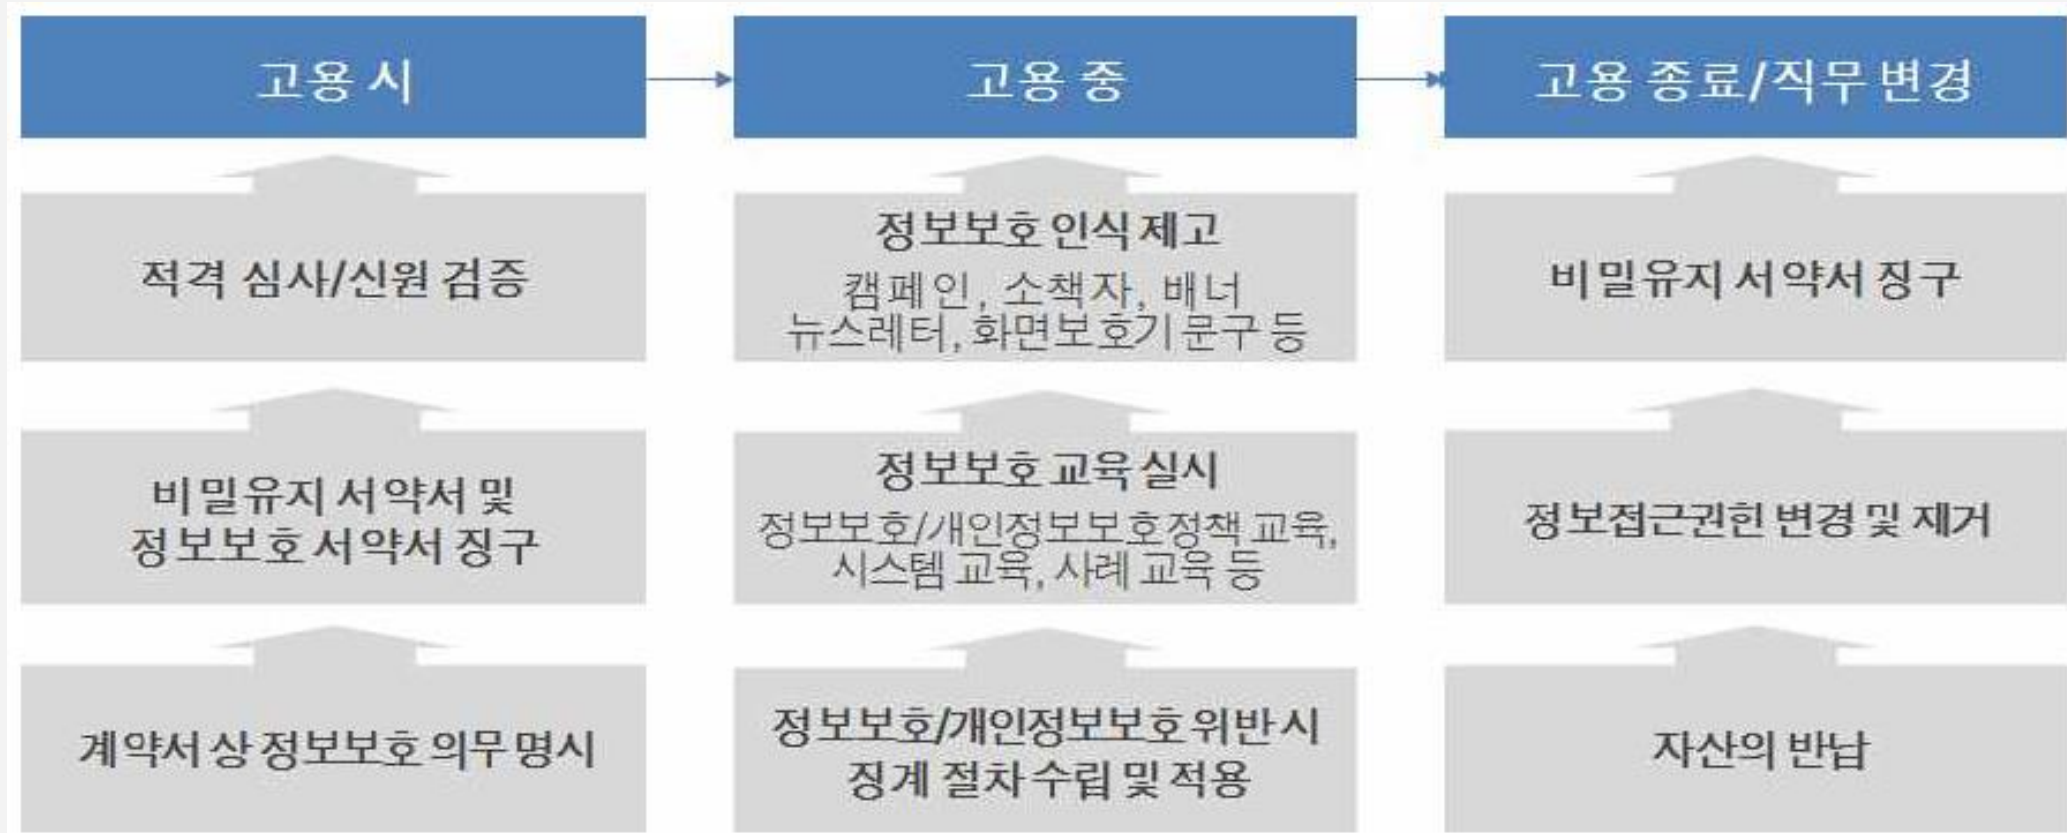 고용 시
고용 중
고용 종료/직무 변경
적격 심사/신원 검증
정보보호 인식 제고
캠페인, 소책자, 배너
뉴스레터, 화면보호기 문구 등
비밀유지 서약서 징구
비밀유지 서약서 및
정보보호 서약서 징구
정보보호 교육 실시
정보보호/개인정보보호정책 교육,
시스템 교육, 사례 교육 등
정보접근권한 변경 및 제거
계약서 상 정보보호 의무 명시
정보보호/개인정보보호 위반 시
징계 절차 수립 및 적용
자산의 반납